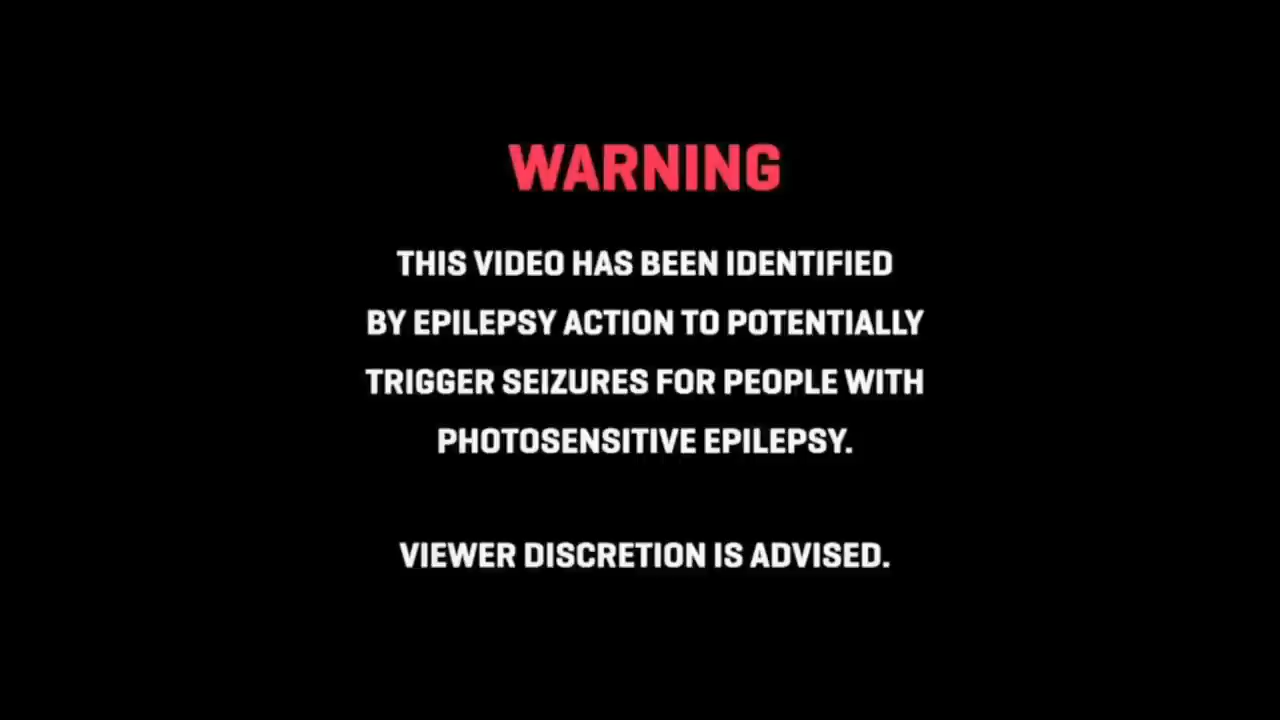 WARNING
THIS VIDEO HAS BEEN IDENTIFIED
BY EPILEPSY ACTION TO POTENTIALLY
TRIGGER SEIZURES FOR PEOPLE WITH
PHOTOSENSITIVE EPILEPSY.
VIEWER DISCRETION IS ADVISED.